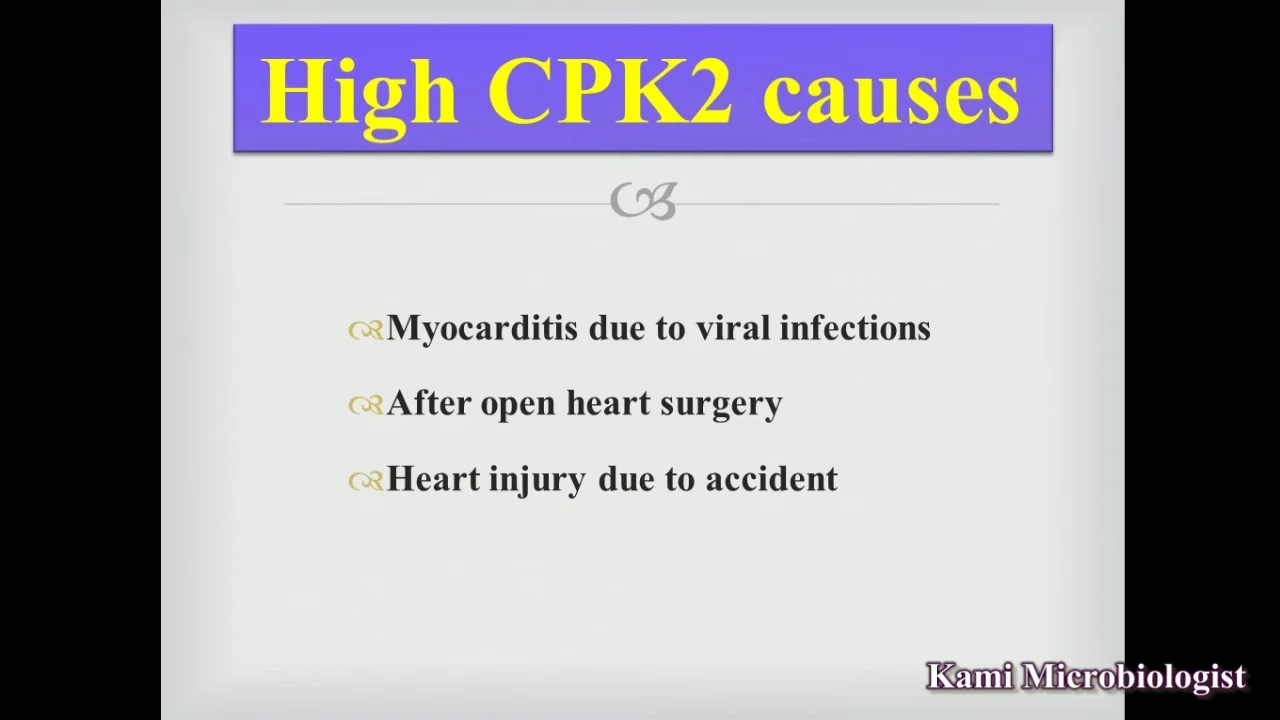 High CPK2 causes
Myocarditis due to viral infections
After open heart surgery
Heart injury due to accident
Kami Microbiologist